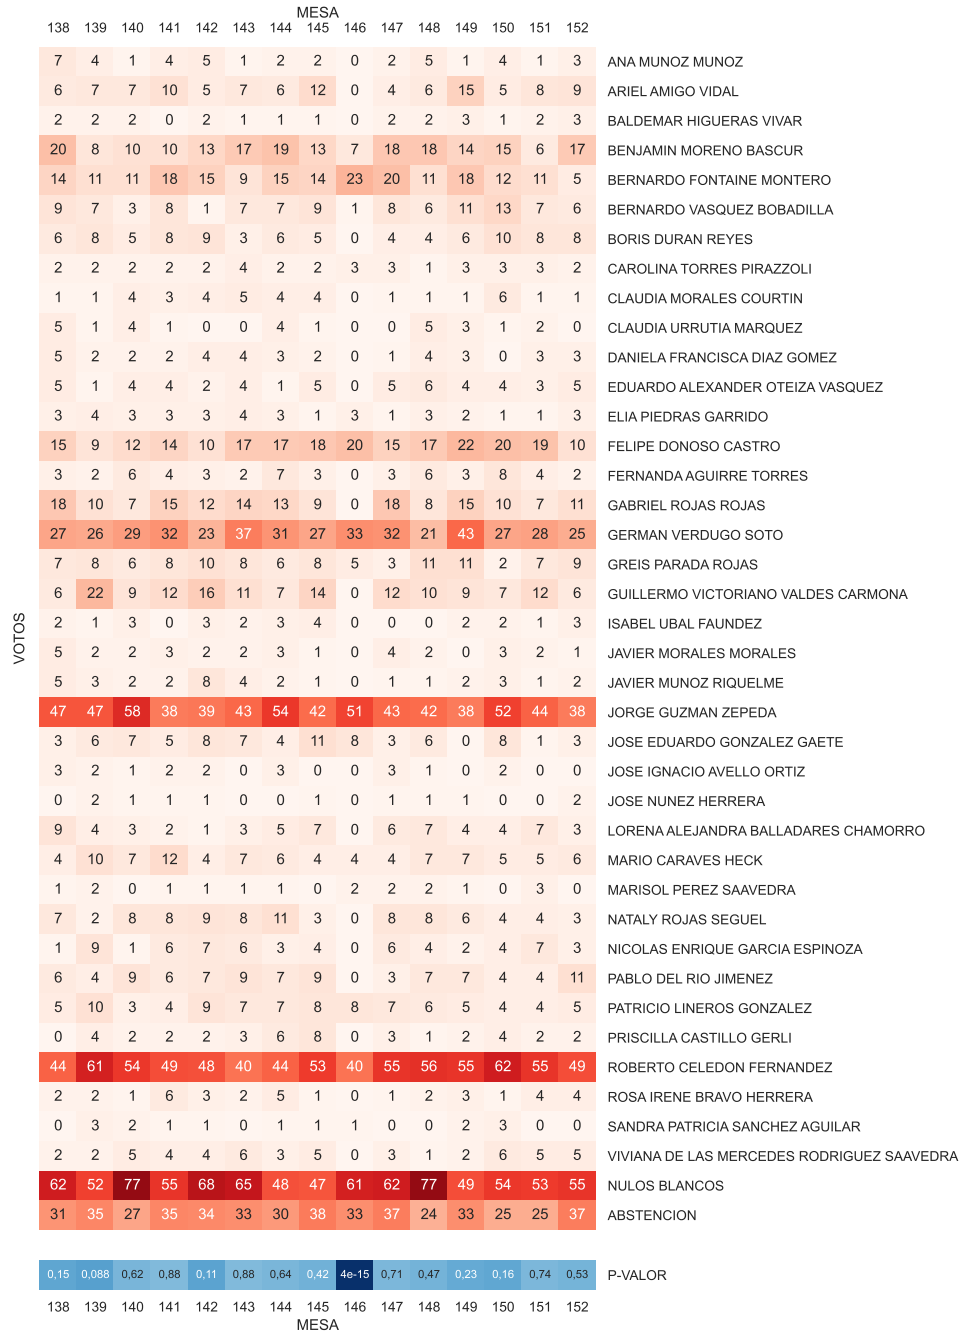 MESA
138 139 140 141 142 143 144 145 146 147 148 149 150 151 152
7 4 1 4 5 1 2 2 0 2 5 1 4 1 3 ANA MUNOZ MUNOZ
6 7 7 10 5 7 6 12 0 4 6 15 5 8 9 ARIEL AMIGO VIDAL
2 2 2 0 2 1 1 1 0 2 2 3 1 2 3 BALDEMAR HIGUERAS VIVAR
20 8 10 10 13 17 19 13 7 18 18 14 15 6 17 BENJAMIN MORENO BASCUR
14 11 11 18 15 9 15 14 23 20 11 18 12 11 5 BERNARDO FONTAINE MONTERO
9 7 3 8 1 7 7 9 1 8 6 11 13 7 6 BERNARDO VASQUEZ BOBADILLA
6 8 5 8 9 3 6 5 0 4 4 6 10 8 8 BORIS DURAN REYES
2 2 2 2 2 4 2 2 3 3 1 3 3 3 2 CAROLINA TORRES PIRAZZOLI
1 1 4 3 4 5 4 4 0 1 1 1 6 1 1 CLAUDIA MORALES COURTIN
5 1 4 1 0 0 4 1 0 0 5 3 1 2 0 CLAUDIA URRUTIA MARQUEZ
5 2 2 2 4 4 3 2 0 1 4 3 0 3 3 DANIELA FRANCISCA DIAZ GOMEZ
5 1 4 4 2 4 1 5 0 5 6 4 4 3 5 EDUARDO ALEXANDER OTEIZA VASQUEZ
3 4 3 3 3 4 3 1 3 1 3 2 1 1 3 ELIA PIEDRAS GARRIDO
15 9 12 14 10 17 17 18 20 15 17 22 20 19 10 FELIPE DONOSO CASTRO
3 2 6 4 3 2 7 3 0 3 6 3 8 4 2 FERNANDA AGUIRRE TORRES
18 10 7 15 12 14 13 9 0 18 8 15 10 7 11 GABRIEL ROJAS ROJAS
27 26 29 32 23 37 31 27 33 32 21 43 27 28 25 GERMAN VERDUGO SOTO
7 8 6 8 10 8 6 8 5 3 11 11 2 7 9 GREIS PARADA ROJAS
6 22 9 12 16 11 7 14 0 12 10 9 7 12 6 GUILLERMO VICTORIANO VALDES CARMONA
2 1 3 0 3 2 3 4 0 0 0 2 2 1 3 ISABEL UBAL FAUNDEZ
VOTOS
5 2 2 3 2 2 3 1 0 4 2 0 3 2 1 JAVIER MORALES MORALES
5 3 2 2 8 4 2 1 0 1 1 2 3 1 2 JAVIER MUNOZ RIQUELME
47 47 58 38 39 43 54 42 51 43 42 38 52 44 38 JORGE GUZMAN ZEPEDA
3 6 7 5 8 7 4 11 8 3 6 0 8 1 3 JOSE EDUARDO GONZALEZ GAETE
3 2 1 2 2 0 3 0 0 3 1 0 2 0 0 JOSE IGNACIO AVELLO ORTIZ
0 2 1 1 1 0 0 1 0 1 1 1 0 0 2 JOSE NUNEZ HERRERA
9 4 3 2 1 3 5 7 0 6 7 4 4 7 3 LORENA ALEJANDRA BALLADARES CHAMORRO
4 10 7 12 4 7 6 4 4 4 7 7 5 5 6 MARIO CARAVES HECK
1 2 0 1 1 1 1 0 2 2 2 1 0 3 0 MARISOL PEREZ SAAVEDRA
7 2 8 8 9 8 11 3 0 8 8 6 4 4 3 NATALY ROJAS SEGUEL
1 9 1 6 7 6 3 4 0 6 4 2 4 7 3 NICOLAS ENRIQUE GARCIA ESPINOZA
6 4 9 6 7 9 7 9 0 3 7 7 4 4 11 PABLO DEL RIO JIMENEZ
5 10 3 4 9 7 7 8 8 7 6 5 4 4 5 PATRICIO LINEROS GONZALEZ
0 4 2 2 2 3 6 8 0 3 1 2 4 2 2 PRISCILLA CASTILLO GERLI
44 61 54 49 48 40 44 53 40 55 56 55 62 55 49 ROBERTO CELEDON FERNANDEZ
2 2 1 6 3 2 5 1 0 1 2 3 1 4 4 ROSA IRENE BRAVO HERRERA
0 3 2 1 1 0 1 1 1 0 0 2 3 0 0 SANDRA PATRICIA SANCHEZ AGUILAR
2 2 5 4 4 6 3 5 0 3 1 2 6 5 5 VIVIANA DE LAS MERCEDES RODRIGUEZ SAAVEDRA
62 52 77 55 68 65 48 47 61 62 77 49 54 53 55 NULOS BLANCOS
31 35 27 35 34 33 30 38 33 37 24 33 25 25 37 ABSTENCION
0,15 0,088 0,62 0,88 0,11 0,88 0,64 0,42 4e-15 0,71 0,47 0,23 0,16 0,74 0,53 P-VALOR
138 139 140 141 142 143 144 145 146 147 148 149 150 151 152
MESA